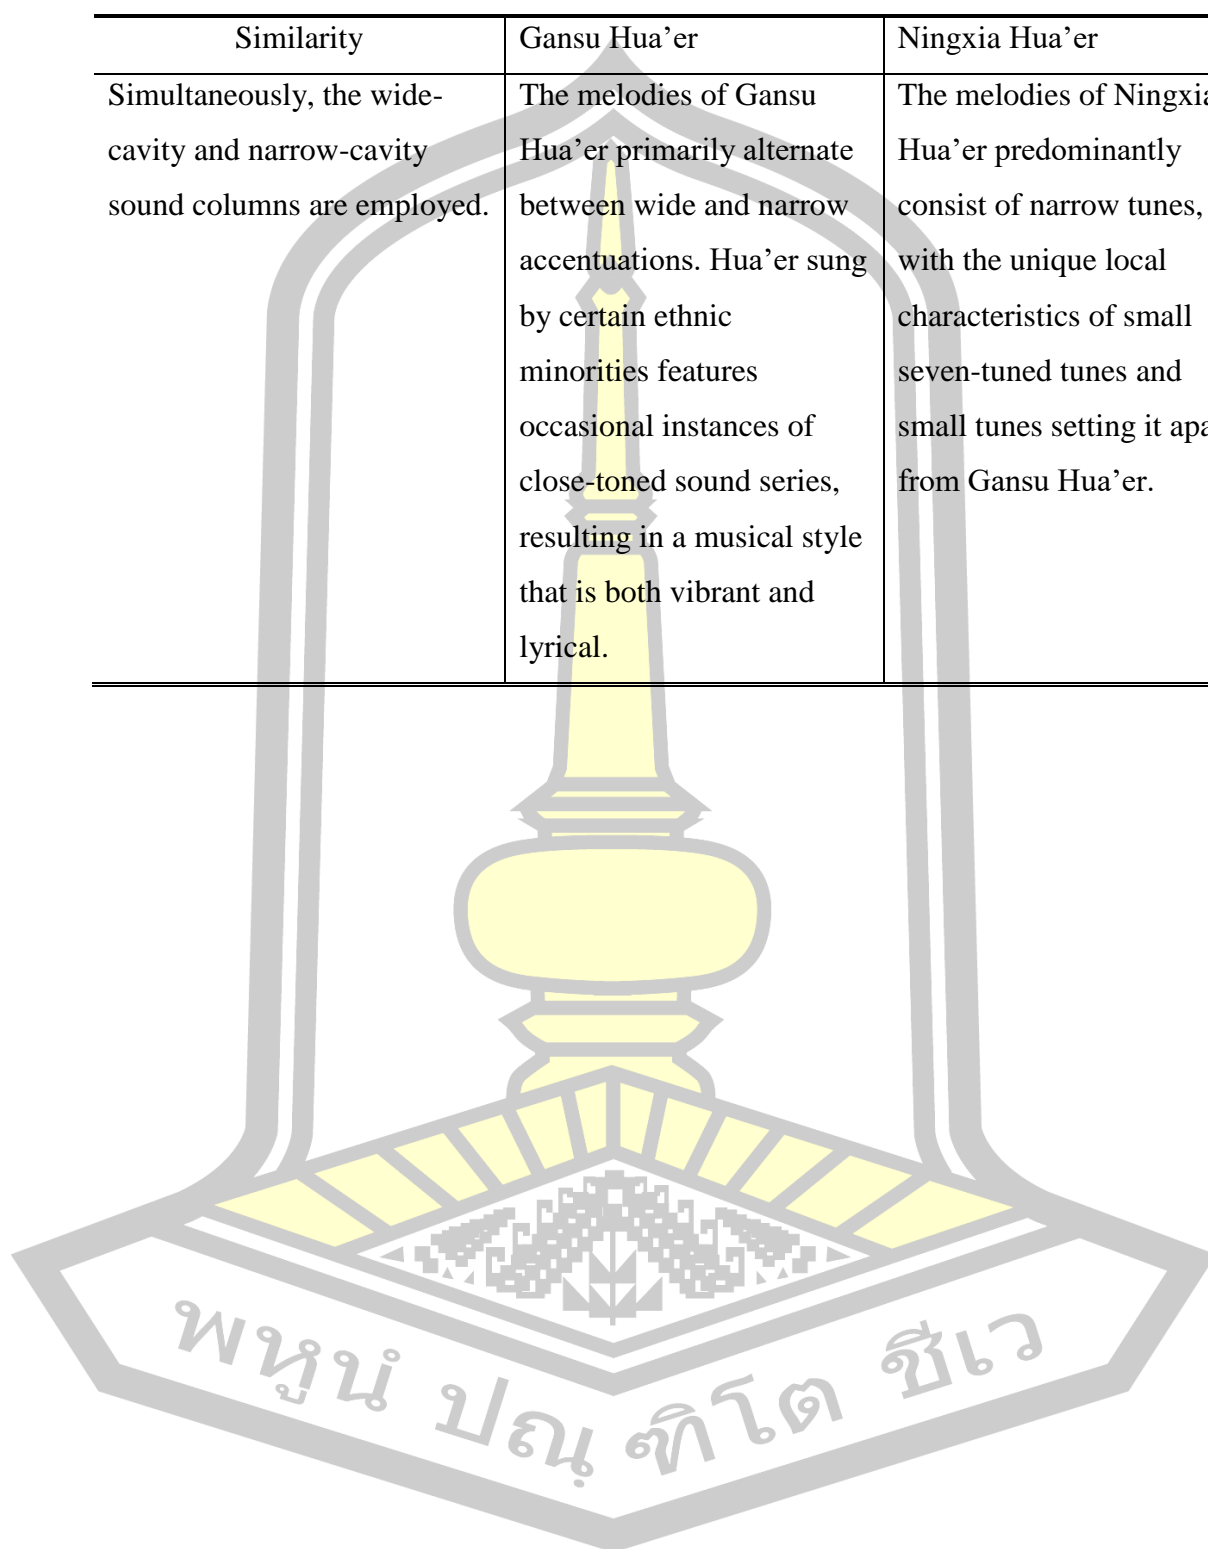 Similarity
Gansu Hua’er
Ningxia Hua’er
Simultaneously, the wide-
cavity and narrow-cavity
sound columns are employed.
The melodies of Gansu
Hua’er primarily alternate
between wide and narrow
accentuations. Hua’er sung
by certain ethnic
minorities features
occasional instances of
close-toned sound series,
resulting in a musical style
that is both vibrant and
lyrical.
The melodies of Ningxia
Hua’er predominantly
consist of narrow tunes,
with the unique local
characteristics of small
seven-tuned tunes and
small tunes setting it apa
from Gansu Hua’er.
พหูนํ ปณฺฑิโต ชีเว